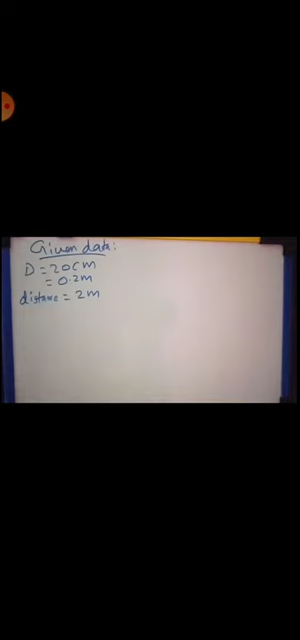 Given data:
D = 20cm
= 0.2m
distance = 2m